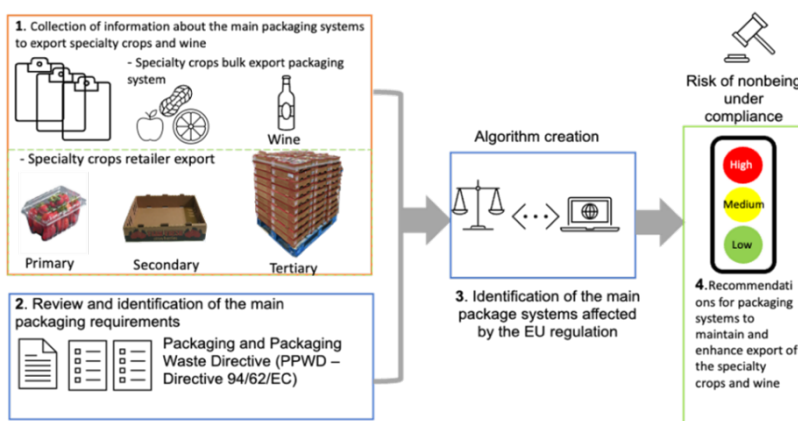 1. Collection of information about the main packaging systems
to export specialty crops and wine
- Specialty crops bulk export packaging
system
Wine
- Specialty crops retailer export
Primary
Secondary
Tertiary
2. Review and identification of the main
packaging requirements
Packaging and Packaging
Waste Directive (PPWD –
Directive 94/62/EC)
Algorithm creation
3. Identification of the main
package systems affected
by the EU regulation
Risk of nonbeing
under
compliance
High
Medium
Low
4.Recommendati
ons for packaging
systems to
maintain and
enhance export of
the specialty
crops and wine